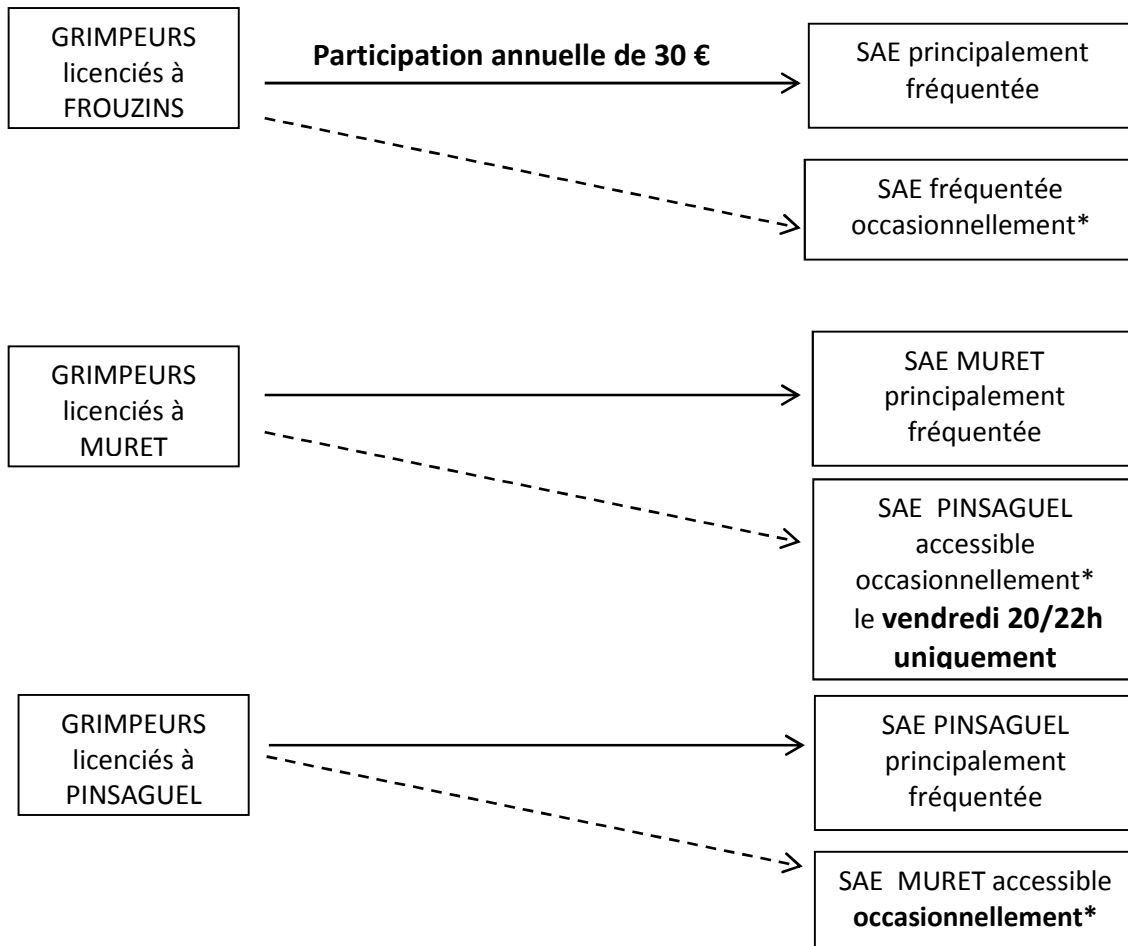 GRIMPEURS
licenciés à
FROUZINS
Participation annuelle de 30 €
SAE principalement
fréquentée
SAE fréquentée
occasionnellement*
GRIMPEURS
licenciés à
MURET
SAE MURET
principalement
fréquentée
SAE PINSAGUEL
accessible
occasionnellement*
le vendredi 20/22h
uniquement
GRIMPEURS
licenciés à
PINSAGUEL
SAE PINSAGUEL
principalement
fréquentée
SAE MURET accessible
occasionnellement*